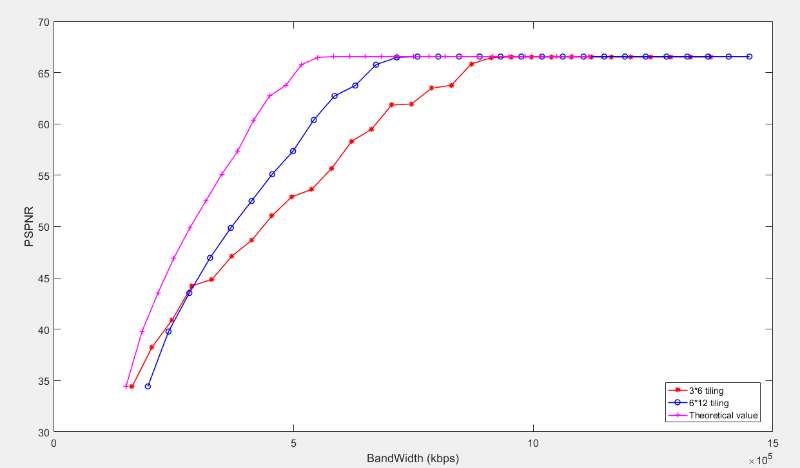 70
65
60
55
50
45
40
35
30
PSPNR
0
5
10
15
×10^5
BandWidth (kbps)
3*6 tiling
6*12 tiling
Theoretical value